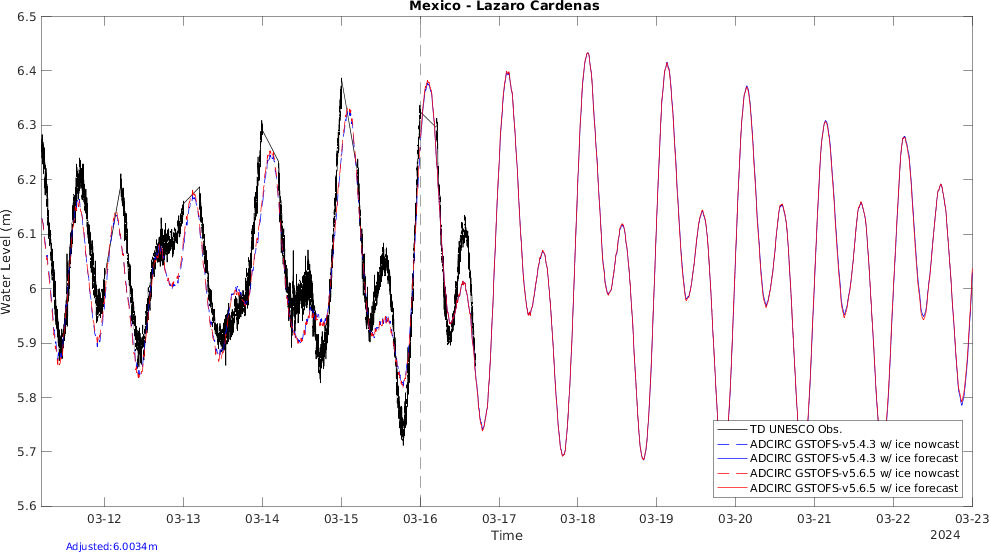 Mexico - Lazaro Cardenas
6.5
6.4
6.3
6.2
6.1
6
5.9
5.8
5.7
5.6
Water Level (m)
03-12
03-13
03-14
03-15
03-16
03-17
03-18
03-19
03-20
03-21
03-22
03-23
Time
2024
Adjusted:6.0034m
TD UNESCO Obs.
ADCIRC GSTOFS-v5.4.3 w/ ice nowcast
ADCIRC GSTOFS-v5.4.3 w/ ice forecast
ADCIRC GSTOFS-v5.6.5 w/ ice nowcast
ADCIRC GSTOFS-v5.6.5 w/ ice forecast